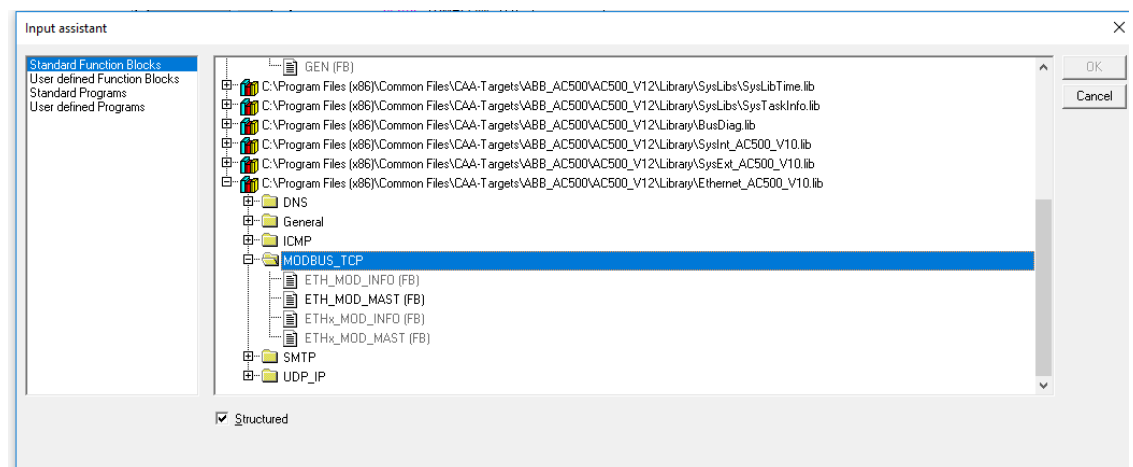 Input assistant
Standard Function Blocks
User defined Function Blocks
Standard Programs
User defined Programs
GEN (FB)
C:\Program Files (x86)\Common Files\CAA-Targets\ABB_AC500\AC500_V12\Library\SysLibs\SysLibTime.lib
C:\Program Files (x86)\Common Files\CAA-Targets\ABB_AC500\AC500_V12\Library\SysLibs\SysTaskInfo.lib
C:\Program Files (x86)\Common Files\CAA-Targets\ABB_AC500\AC500_V12\Library\BusDiag.lib
C:\Program Files (x86)\Common Files\CAA-Targets\ABB_AC500\AC500_V12\Library\SysInt_AC500_V10.lib
C:\Program Files (x86)\Common Files\CAA-Targets\ABB_AC500\AC500_V12\Library\SysExt_AC500_V10.lib
C:\Program Files (x86)\Common Files\CAA-Targets\ABB_AC500\AC500_V12\Library\Ethernet_AC500_V10.lib
DNS
General
ICMP
MODBUS_TCP
ETH_MOD_INFO (FB)
ETH_MOD_MAST (FB)
ETHx_MOD_INFO (FB)
ETHx_MOD_MAST (FB)
SMTP
UDP_IP
OK
Cancel
Structured